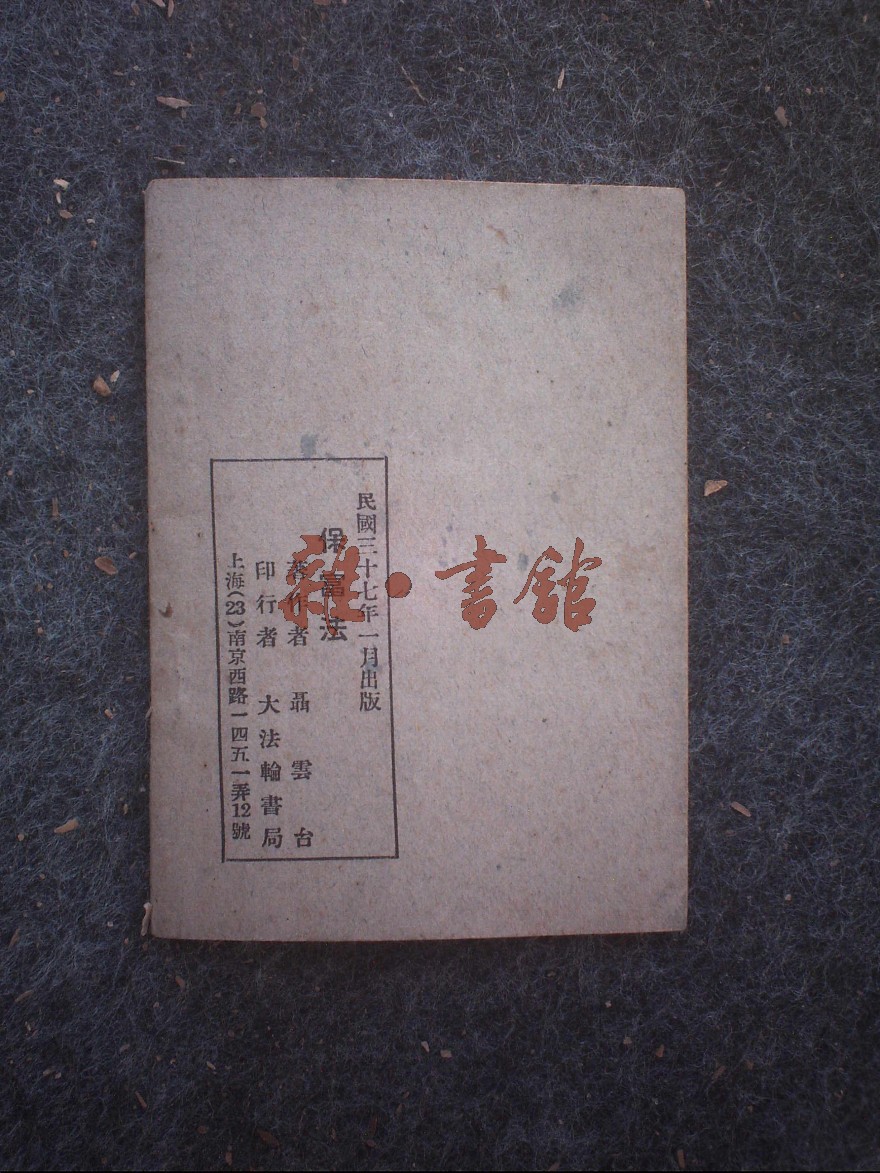 民國三十七年一月出版
保富法
著作者 聶雲台
印行者 大法輪書局
上海(23)南京西路一四五一弄12號
雜·書館